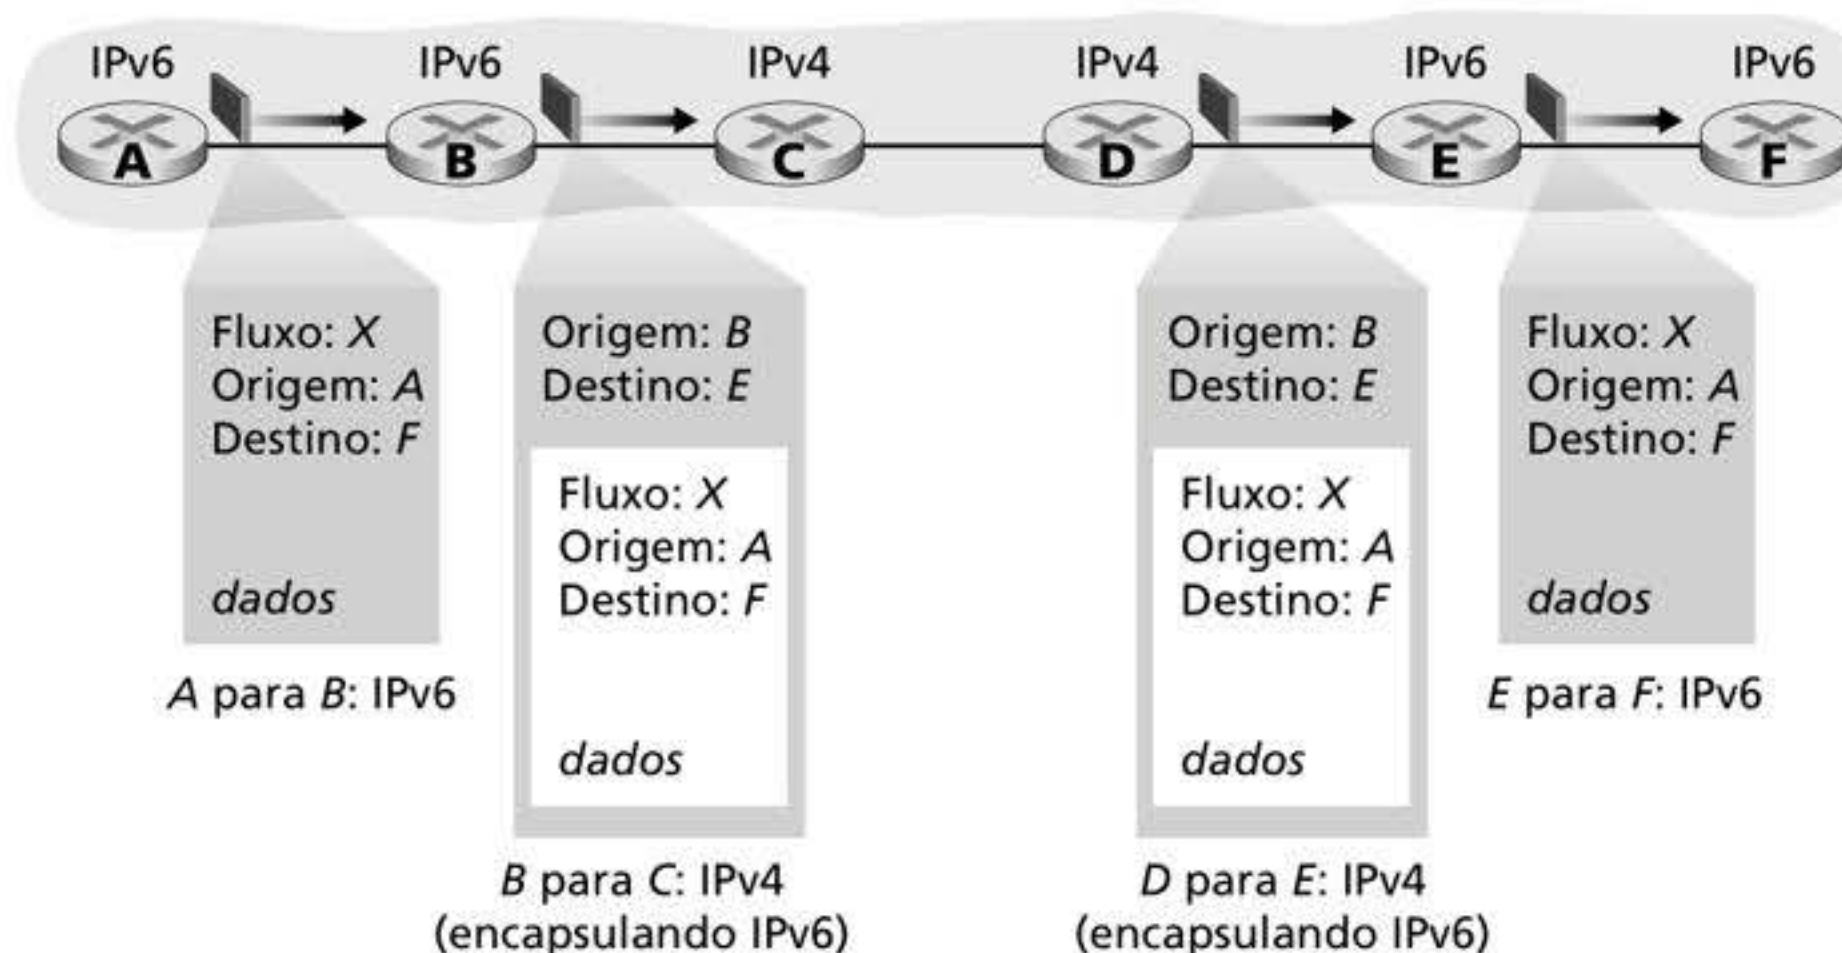 IPv6 IPv6 IPv4 IPv4 IPv6 IPv6
A B C D E F
Fluxo: X
Origem: A
Destino: F
dados
A para B: IPv6
Origem: B
Destino: E
Fluxo: X
Origem: A
Destino: F
dados
B para C: IPv4
(encapsulando IPv6)
Origem: B
Destino: E
Fluxo: X
Origem: A
Destino: F
dados
D para E: IPv4
(encapsulando IPv6)
Fluxo: X
Origem: A
Destino: F
dados
E para F: IPv6